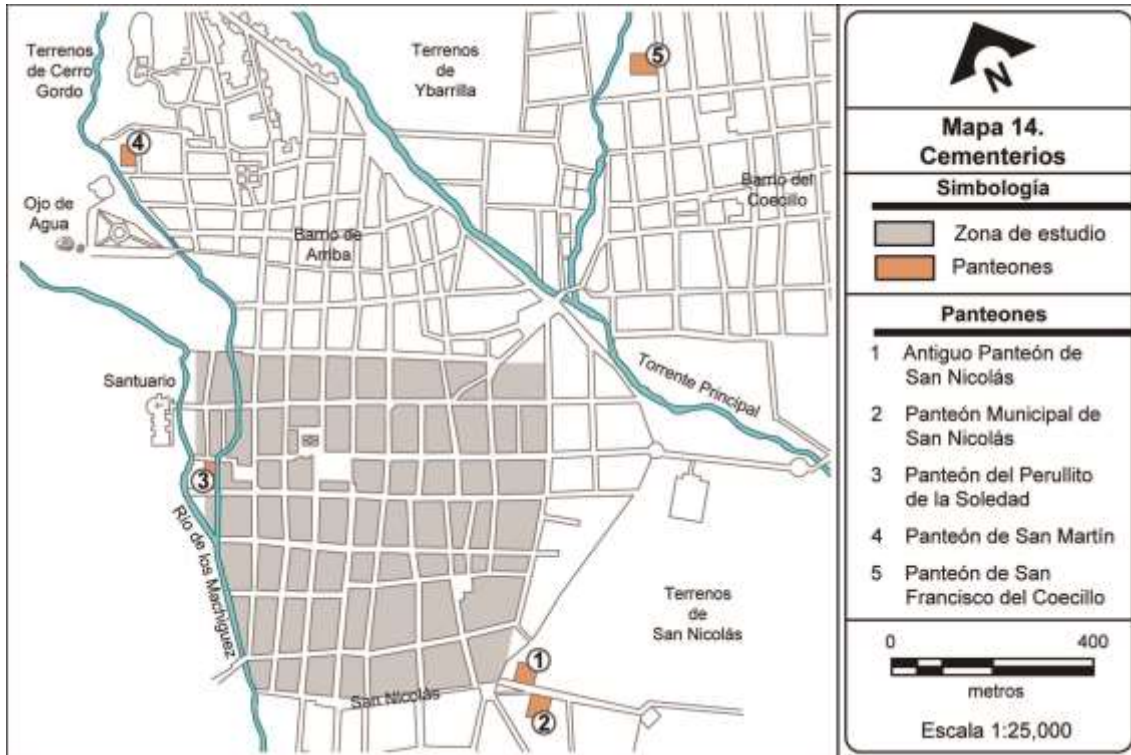 Terrenos
de Cerro
Gordo
Terrenos
de
Ybarrilla
5
4
Barrio del
Coecillo
Ojo de
Agua
Barrio de
Arriba
Santuario
Torrente Principal
3
Río de los Machiguez
Terrenos
de
San Nicolás
1
San Nicolás
2
N
Mapa 14.
Cementerios
Simbología
Zona de estudio
Panteones
Panteones
1 Antiguo Panteón de
San Nicolás
2 Panteón Municipal de
San Nicolás
3 Panteón del Perullito
de la Soledad
4 Panteón de San Martín
5 Panteón de San
Francisco del Coecillo
0 400
metros
Escala 1:25,000